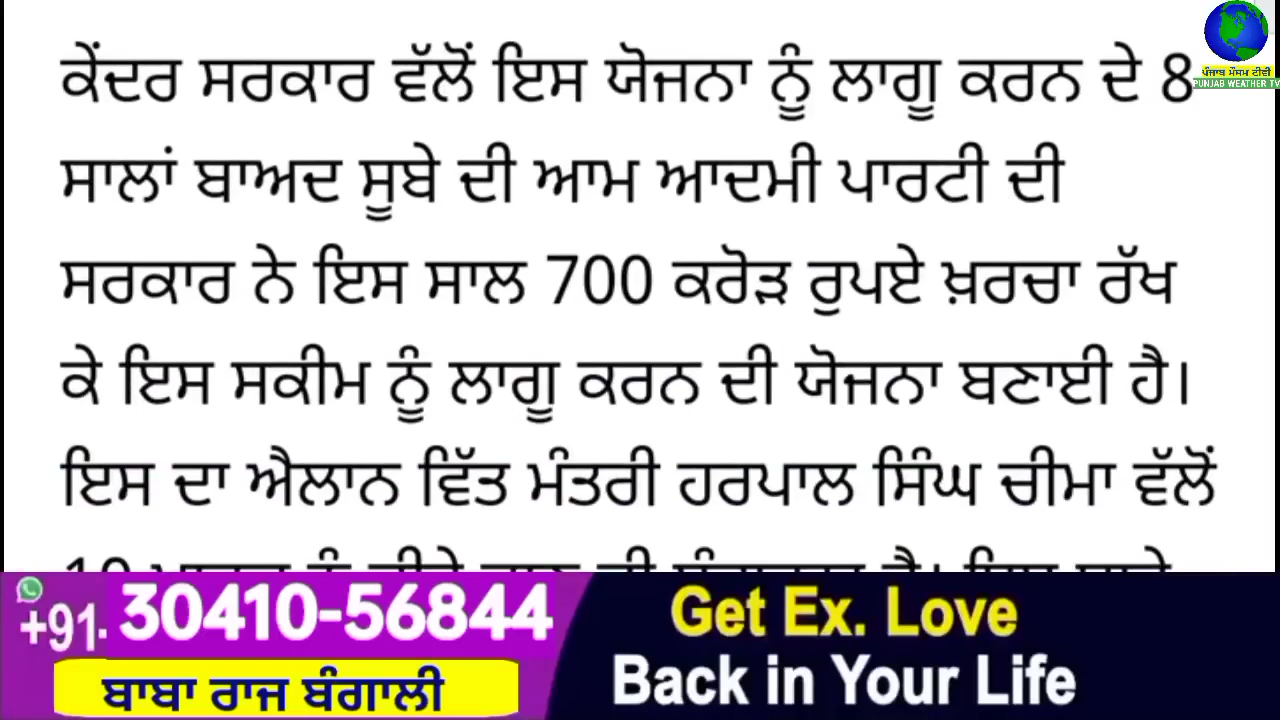 ਕੇਂਦਰ ਸਰਕਾਰ ਵੱਲੋਂ ਇਸ ਯੋਜਨਾ ਨੂੰ ਲਾਗੂ ਕਰਨ ਦੇ 8
ਸਾਲਾਂ ਬਾਅਦ ਸੂਬੇ ਦੀ ਆਮ ਆਦਮੀ ਪਾਰਟੀ ਦੀ
ਸਰਕਾਰ ਨੇ ਇਸ ਸਾਲ 700 ਕਰੋੜ ਰੁਪਏ ਖ਼ਰਚਾ ਰੱਖ
ਕੇ ਇਸ ਸਕੀਮ ਨੂੰ ਲਾਗੂ ਕਰਨ ਦੀ ਯੋਜਨਾ ਬਣਾਈ ਹੈ।
ਇਸ ਦਾ ਐਲਾਨ ਵਿੱਤ ਮੰਤਰੀ ਹਰਪਾਲ ਸਿੰਘ ਚੀਮਾ ਵੱਲੋਂ
ਪੰਜਾਬ ਮੌਸਮ ਟੀਵੀ
PUNJAB WEATHER TV
+91- 30410-56844
ਬਾਬਾ ਰਾਜ ਬੰਗਾਲੀ
Get Ex. Love
Back in Your Life